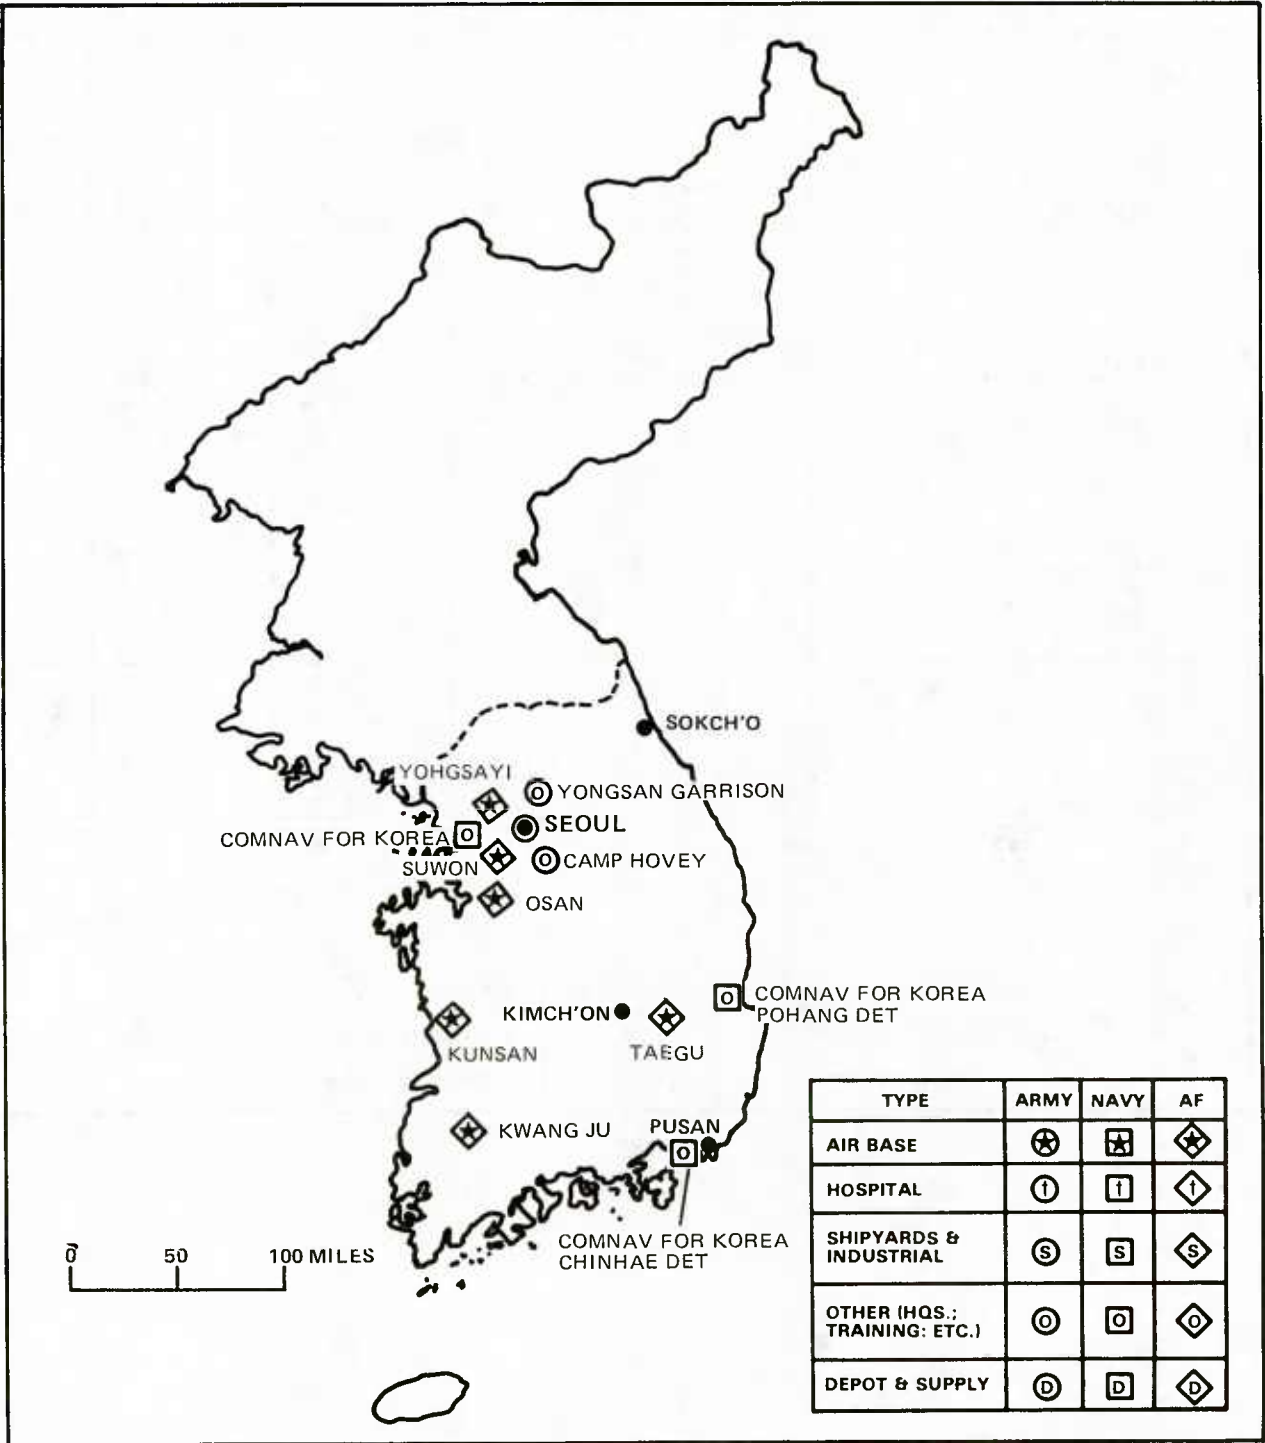 SOKCH'O
YOHGSAYI
YONGSAN GARRISON
SEOUL
COMNAV FOR KOREA
SUWON
CAMP HOVEY
OSAN
COMNAV FOR KOREA
POHANG DET
KIMCH'ON
KUNSAN
TAEGU
KWANG JU
PUSAN
COMNAV FOR KOREA
CHINHAE DET
0 50 100 MILES
TYPE ARMY NAVY AF
AIR BASE
HOSPITAL
SHIPYARDS &
INDUSTRIAL S S S
OTHER (HQS.;
TRAINING: ETC.) O O O
DEPOT & SUPPLY D D D